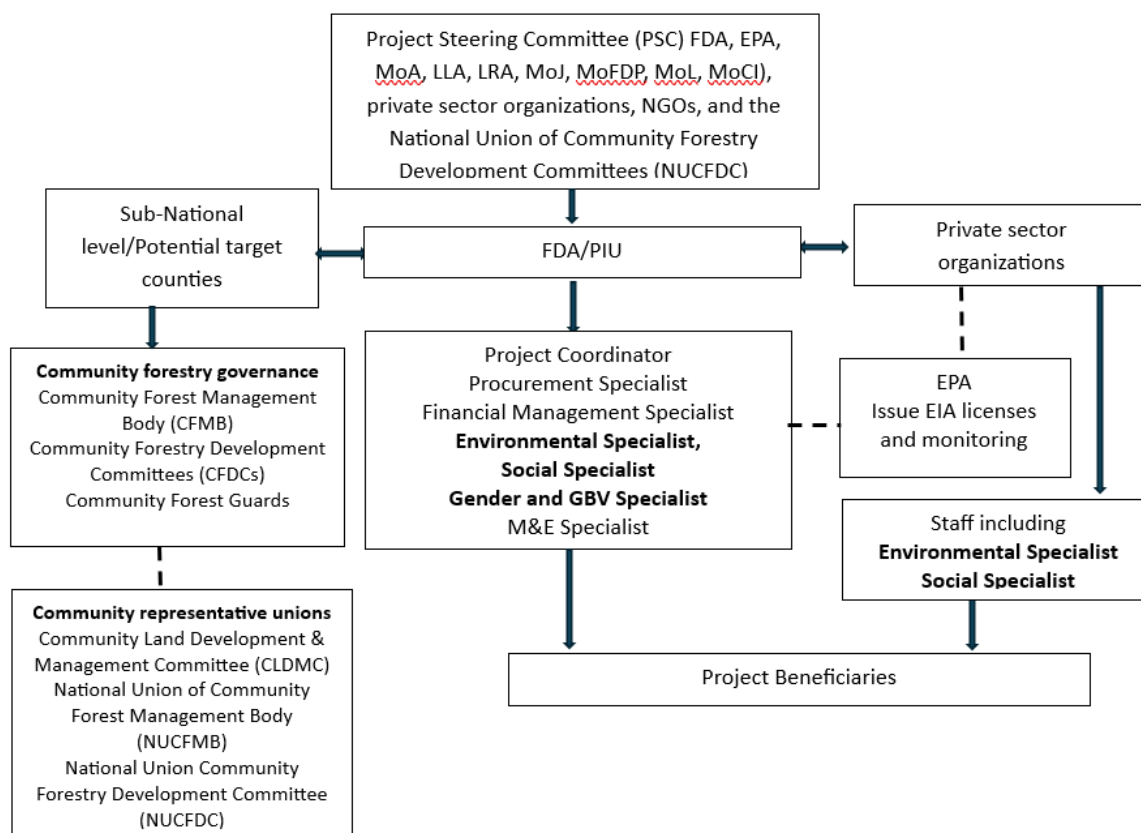 Project Steering Committee (PSC) FDA, EPA,
MoA, LLA, LRA, MoJ, MoFDP, MoL, MoCI),
private sector organizations, NGOs, and the
National Union of Community Forestry
Development Committees (NUCFDC)
Sub-National
level/Potential target
counties
FDA/PIU
Private sector
organizations
Community forestry governance
Community Forest Management
Body (CFMB)
Community Forestry Development
Committees (CFDCs)
Community Forest Guards
Project Coordinator
Procurement Specialist
Financial Management Specialist
Environmental Specialist,
Social Specialist
Gender and GBV Specialist
M&E Specialist
EPA
Issue EIA licenses
and monitoring
Staff including
Environmental Specialist
Social Specialist
Community representative unions
Community Land Development &
Management Committee (CLDMC)
National Union of Community
Forest Management Body
(NUCFMB)
National Union Community
Forestry Development Committee
(NUCFDC)
Project Beneficiaries